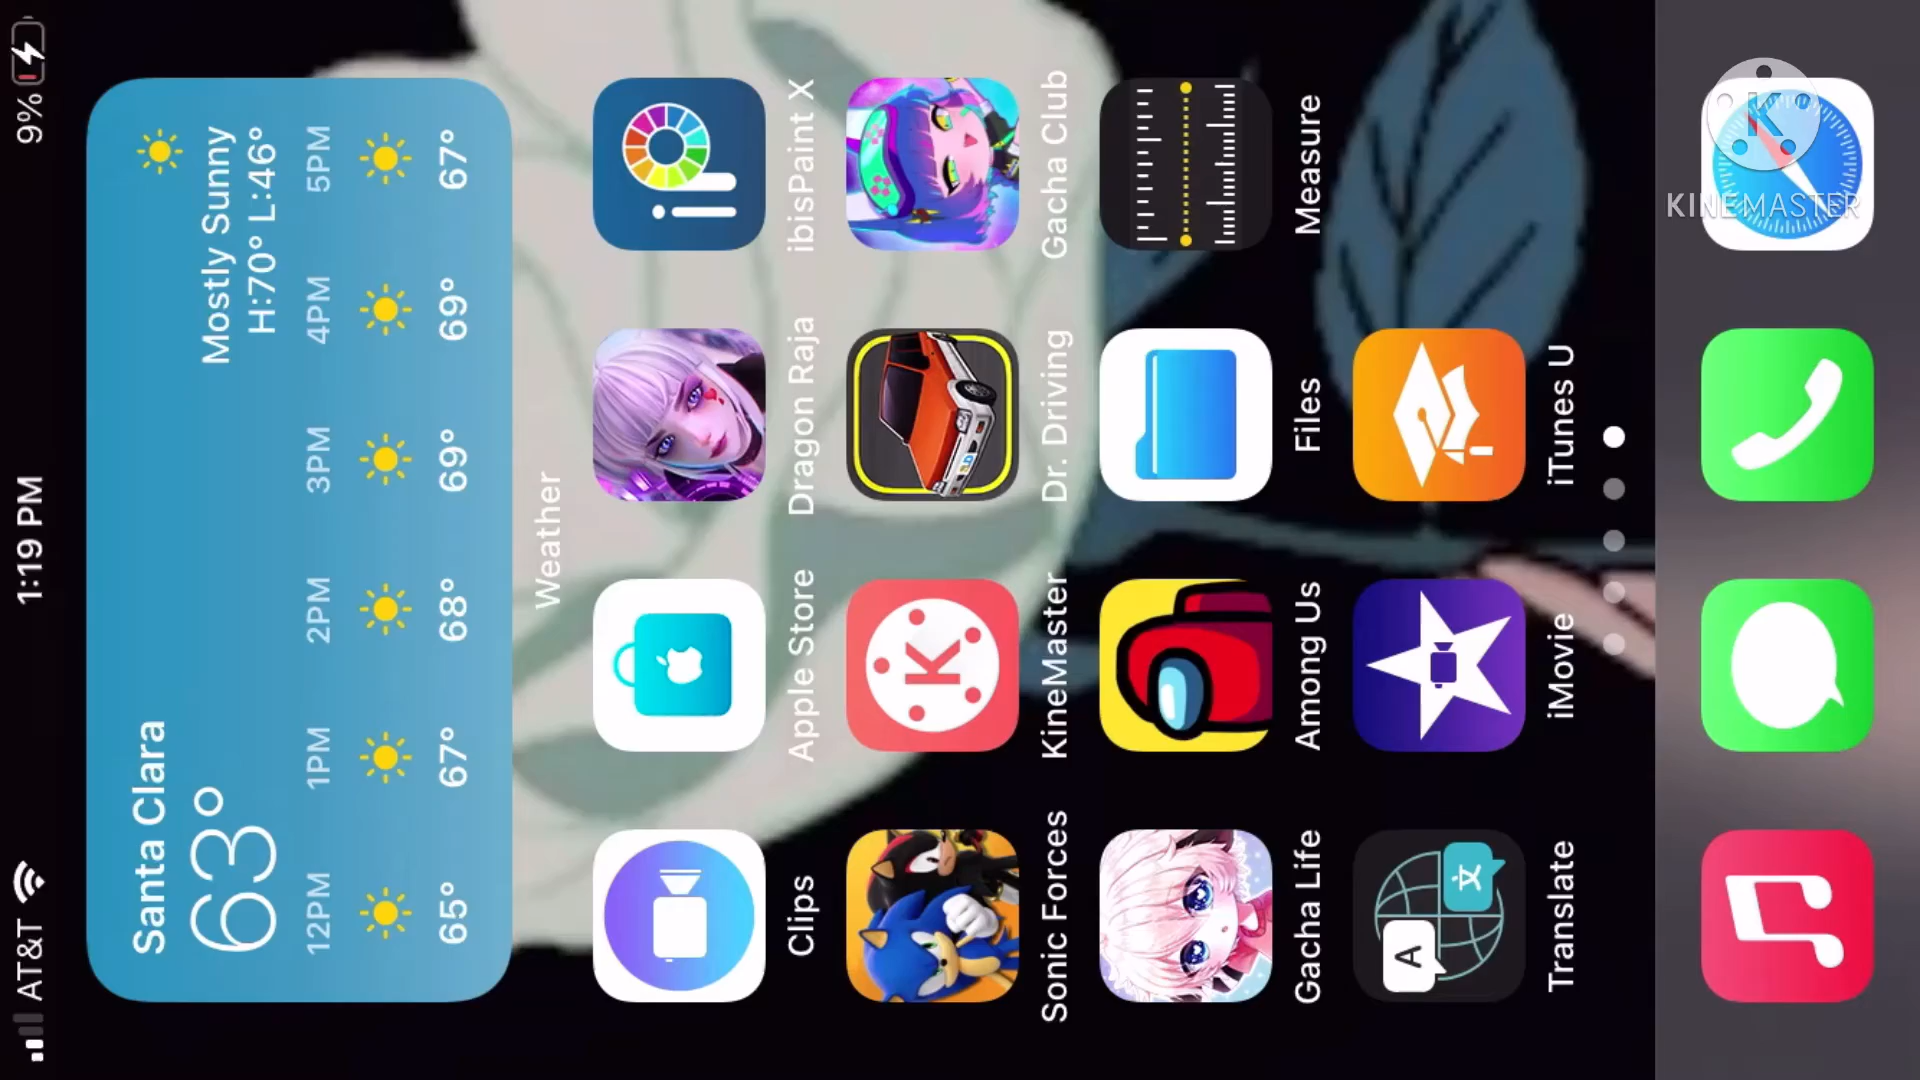 AT&T 1:19 PM 9%
Santa Clara
63°
Mostly Sunny
H:70° L:46°
12PM 1PM 2PM 3PM 4PM 5PM
65° 67° 68° 69° 69° 67°
Weather
Clips Apple Store Dragon Raja ibisPaint X
K
Sonic Forces KineMaster Dr. Driving Gacha Club
Gacha Life Among Us Files Measure
A 文
Translate iMovie iTunes U
K
KINEMASTER